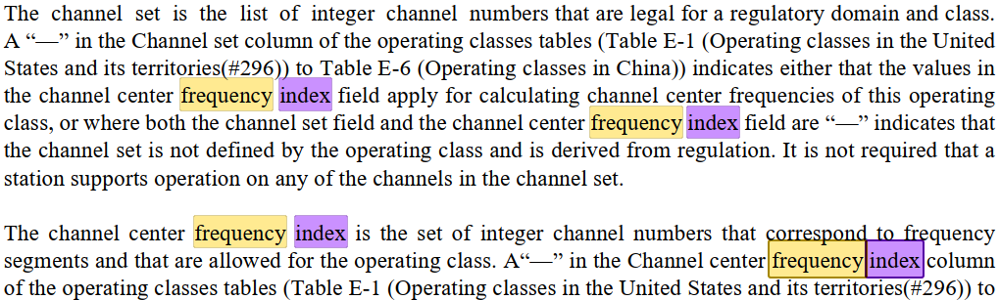 The channel set is the list of integer channel numbers that are legal for a regulatory domain and class.
A “—” in the Channel set column of the operating classes tables (Table E-1 (Operating classes in the United
States and its territories(#296)) to Table E-6 (Operating classes in China)) indicates either that the values in
the channel center frequency index field apply for calculating channel center frequencies of this operating
class, or where both the channel set field and the channel center frequency index field are “—” indicates that
the channel set is not defined by the operating class and is derived from regulation. It is not required that a
station supports operation on any of the channels in the channel set.
The channel center frequency index is the set of integer channel numbers that correspond to frequency
segments and that are allowed for the operating class. A“—” in the Channel center frequency index column
of the operating classes tables (Table E-1 (Operating classes in the United States and its territories(#296)) to